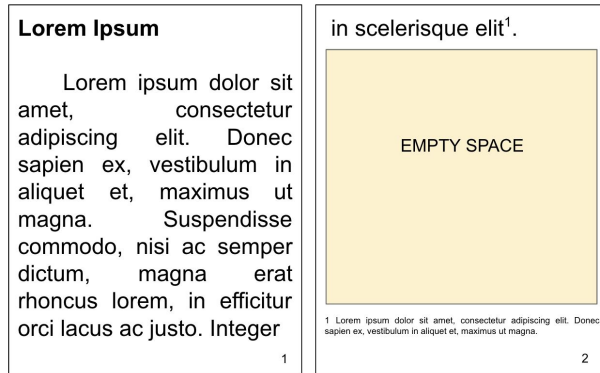 Lorem Ipsum
Lorem ipsum dolor sit
amet, consectetur
adipiscing elit. Donec
sapien ex, vestibulum in
aliquet et, maximus ut
magna. Suspendisse
commodo, nisi ac semper
dictum, magna erat
rhoncus lorem, in efficitur
orci lacus ac justo. Integer
1
in scelerisque elit¹.
EMPTY SPACE
1 Lorem ipsum dolor sit amet, consectetur adipiscing elit. Donec
sapien ex, vestibulum in aliquet et, maximus ut magna.
2